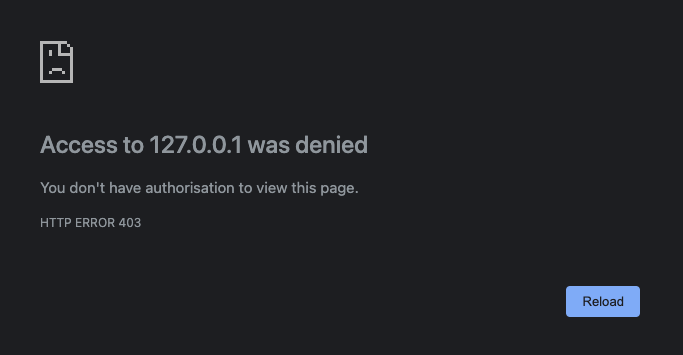 Access to 127.0.0.1 was denied
You don't have authorisation to view this page.
HTTP ERROR 403
Reload